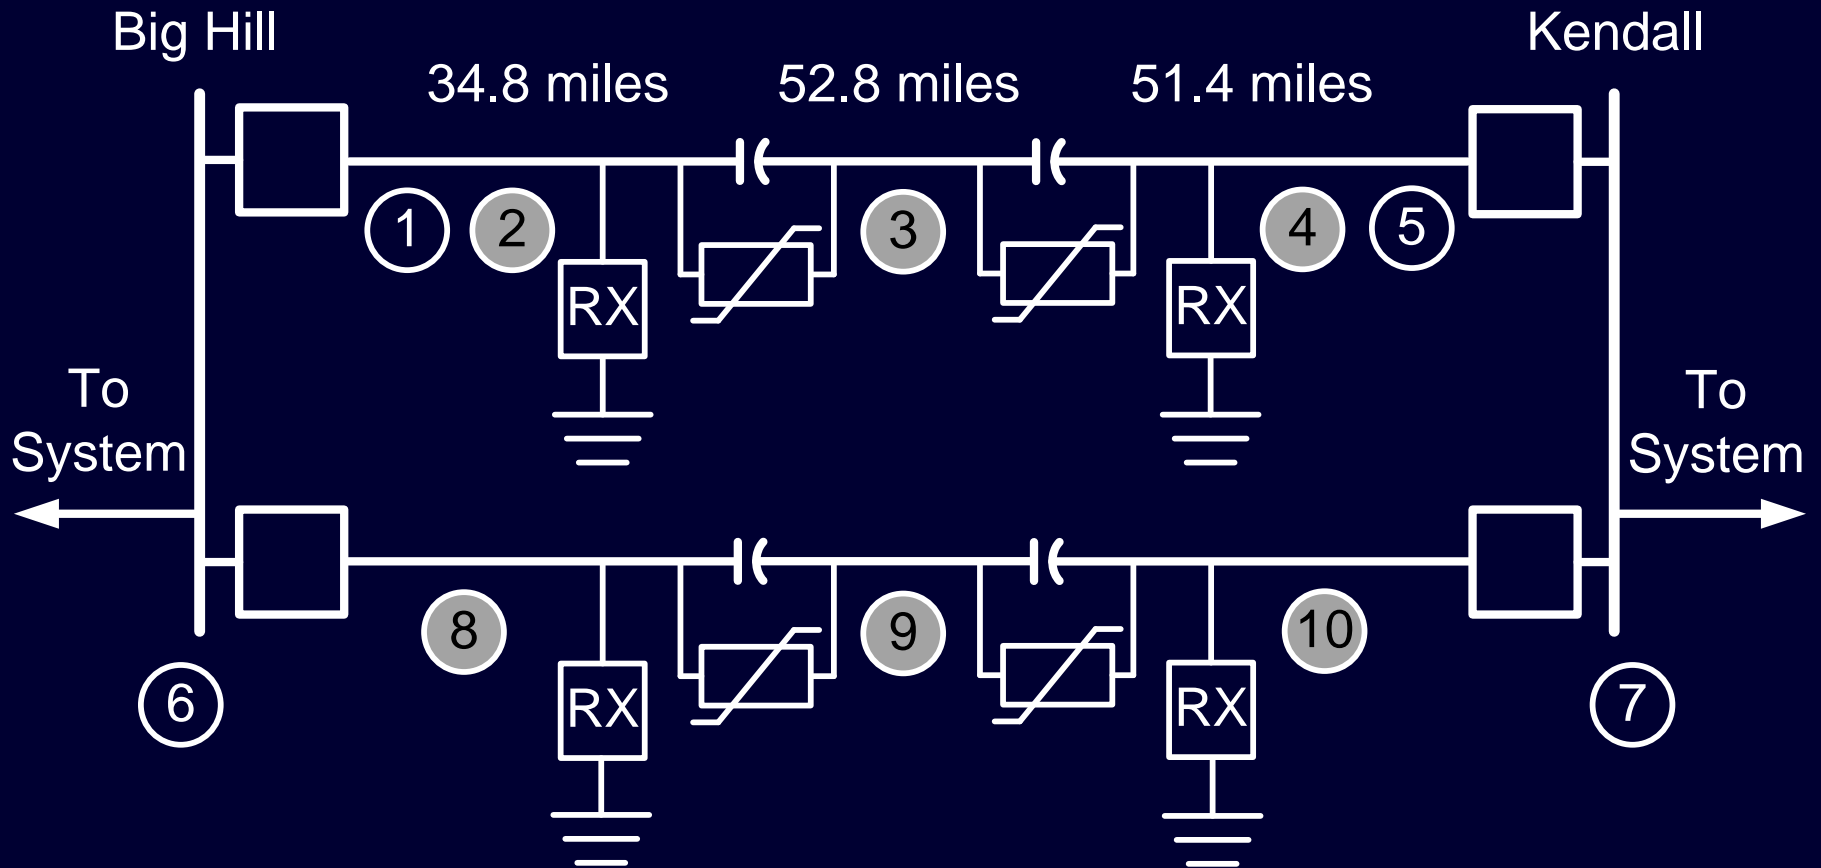 Big Hill
Kendall
34.8 miles
52.8 miles
51.4 miles
1
2
3
4
5
RX
RX
To
System
To
System
8
9
10
6
RX
RX
7